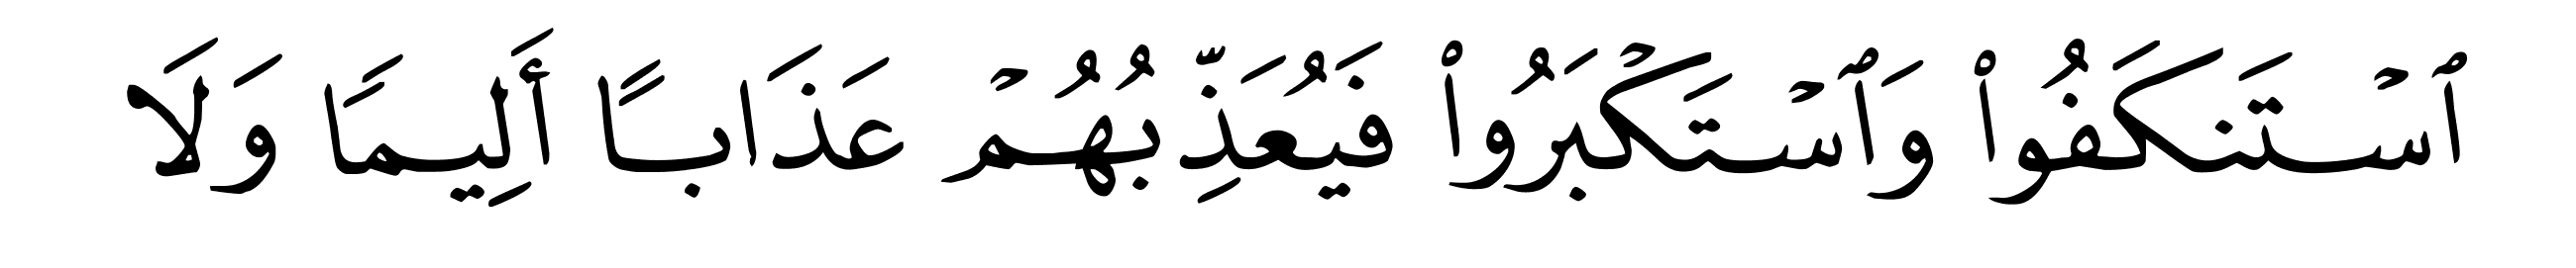 ٱسۡتَنكَفُواْ وَٱسۡتَكۡبَرُواْ فَيُعَذِّبُهُمۡ عَذَابًا أَلِيمًا وَلَا